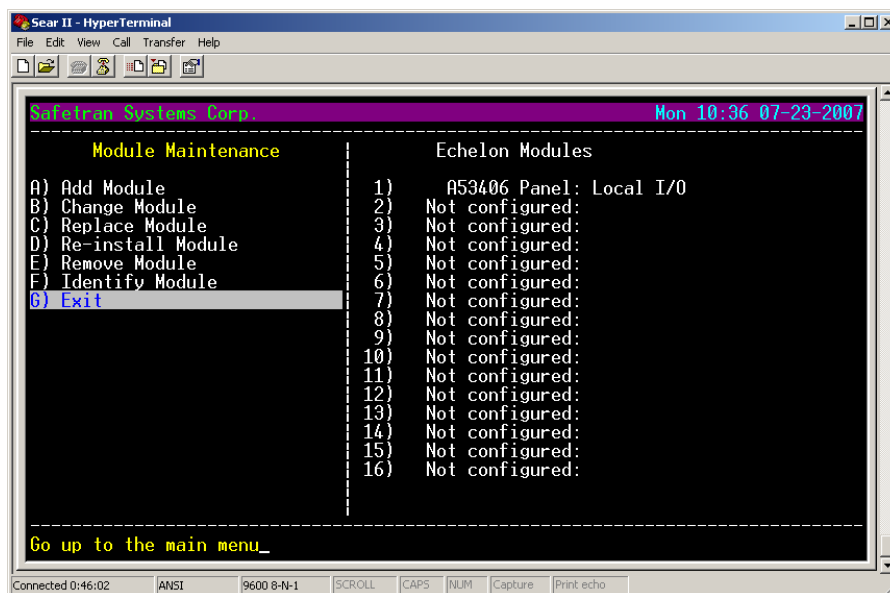 Sear II - HyperTerminal
File Edit View Call Transfer Help
Safetran Systems Corp. Mon 10:36 07-23-2007
Module Maintenance
A) Add Module
B) Change Module
C) Replace Module
D) Re-install Module
E) Remove Module
F) Identify Module
G) Exit
Echelon Modules
1) A53406 Panel: Local I/O
2) Not configured:
3) Not configured:
4) Not configured:
5) Not configured:
6) Not configured:
7) Not configured:
8) Not configured:
9) Not configured:
10) Not configured:
11) Not configured:
12) Not configured:
13) Not configured:
14) Not configured:
15) Not configured:
16) Not configured:
Go up to the main menu_
Connected 0:46:02 ANSI 9600 8-N-1 SCROLL CAPS NUM Capture Print echo